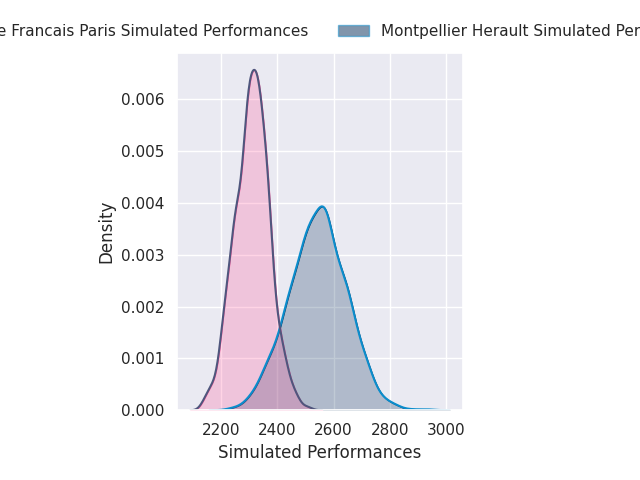 e Francais Paris Simulated Performances Montpellier Herault Simulated Per
0.006
0.005
0.004
0.003
0.002
0.001
0.000
Density
2200 2400 2600 2800 3000
Simulated Performances